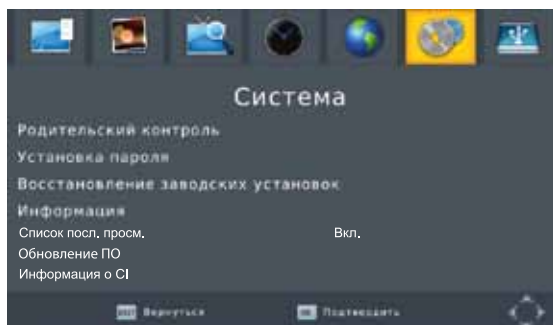 Система
Родительский контроль
Установка пароля
Восстановление заводских установок
Информация
Список посл. просм. Вкл.
Обновление ПО
Информация о CI
Вернуться Подтвердить